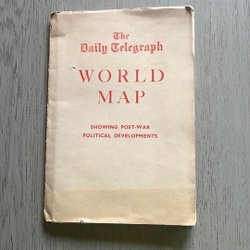 The
Daily Telegraph
WORLD
MAP
SHOWING POST-WAR
POLITICAL DEVELOPMENTS